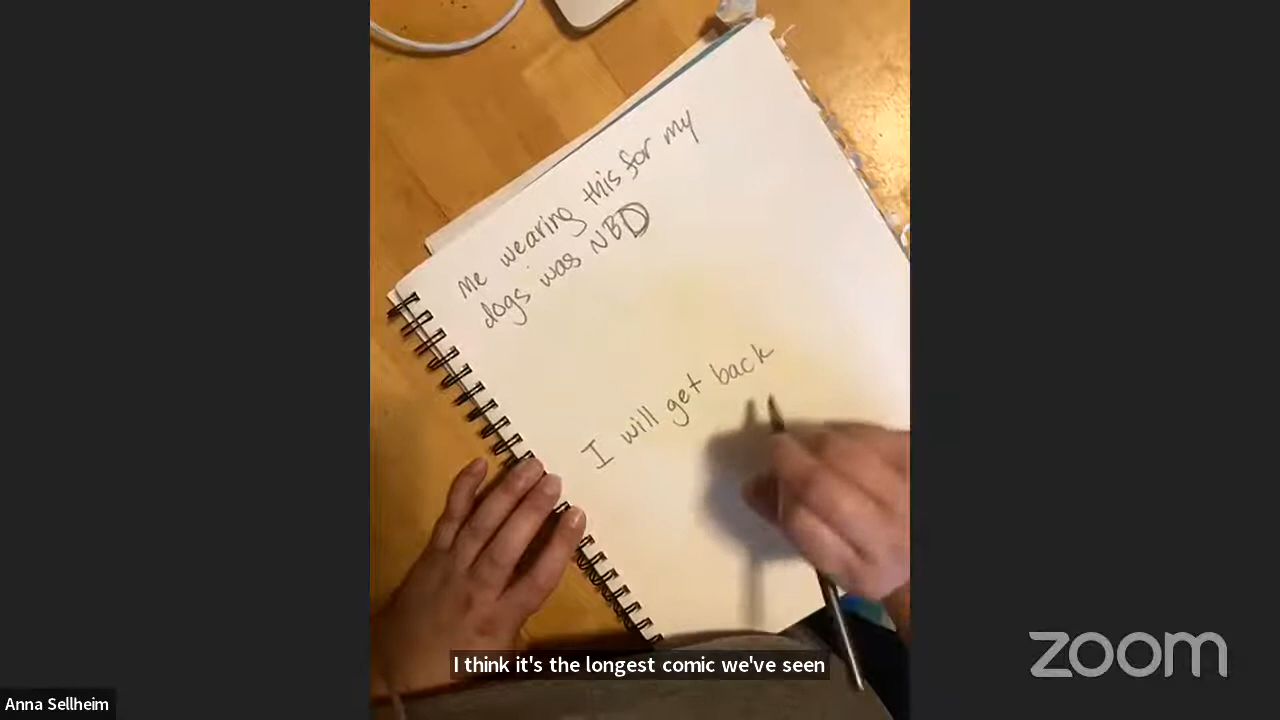 me wearing this for my
dogs was NBD
I will get back
I think it's the longest comic we've seen
Anna Sellheim
zoom